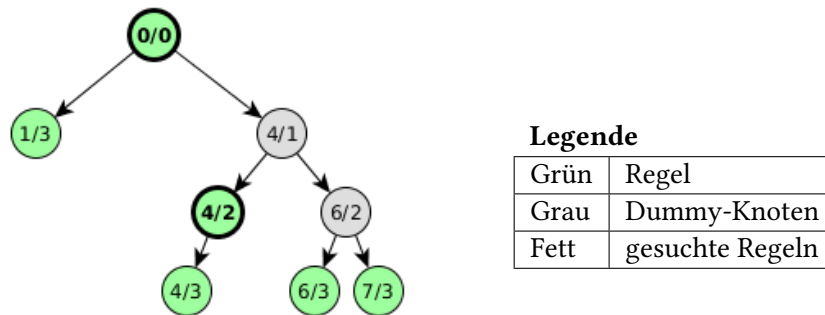 0/0
1/3
4/1
4/2
6/2
4/3
6/3
7/3
Legende
Grün Regel
Grau Dummy-Knoten
Fett gesuchte Regeln